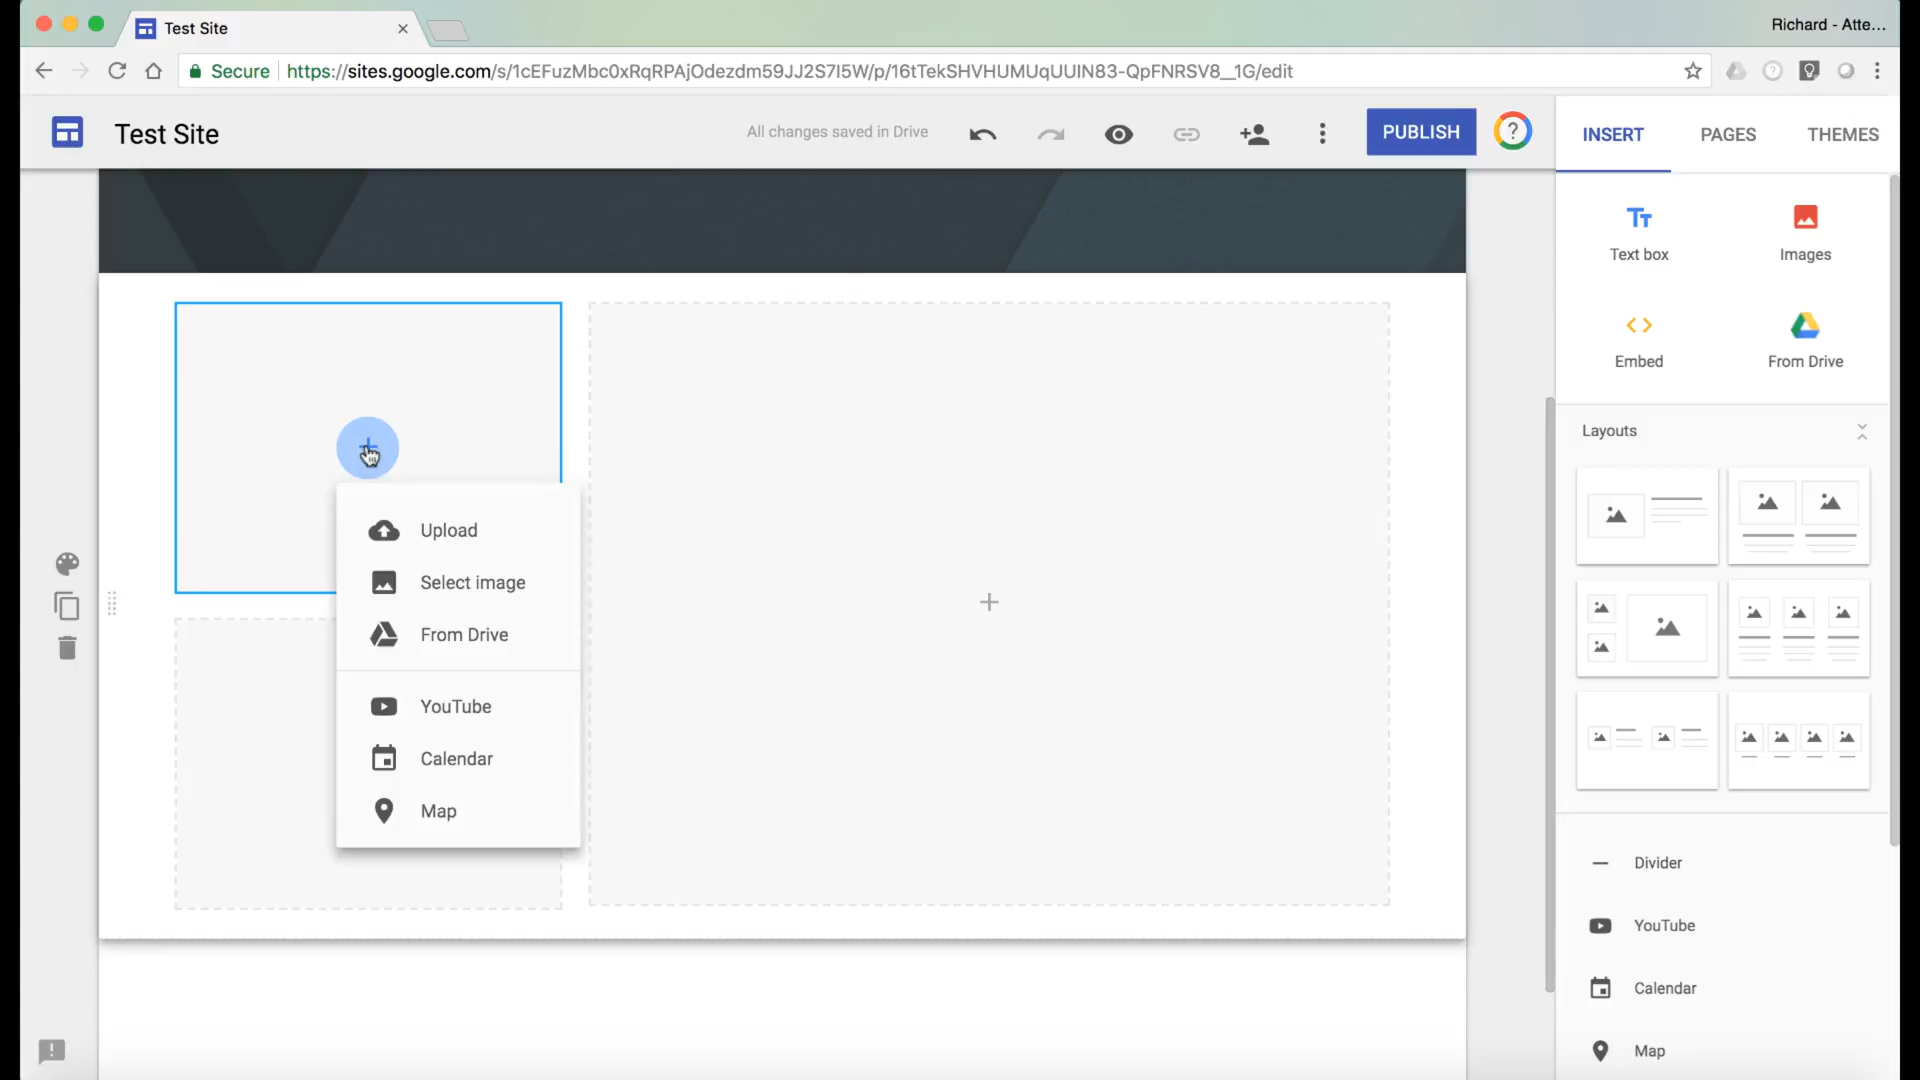 Test Site
Richard - Atte...
Secure
https://sites.google.com/s/1cEFuzMbc0xRqRPAjOdezdm59JJ2S7I5W/p/16tTekSHVHUMUqUUIN83-QpFNRSV8__1G/edit
Test Site
All changes saved in Drive
PUBLISH
?
INSERT
PAGES
THEMES
Tt
Text box
Images
Embed
From Drive
Layouts
Upload
Select image
From Drive
YouTube
Calendar
Map
Divider
YouTube
Calendar
Map